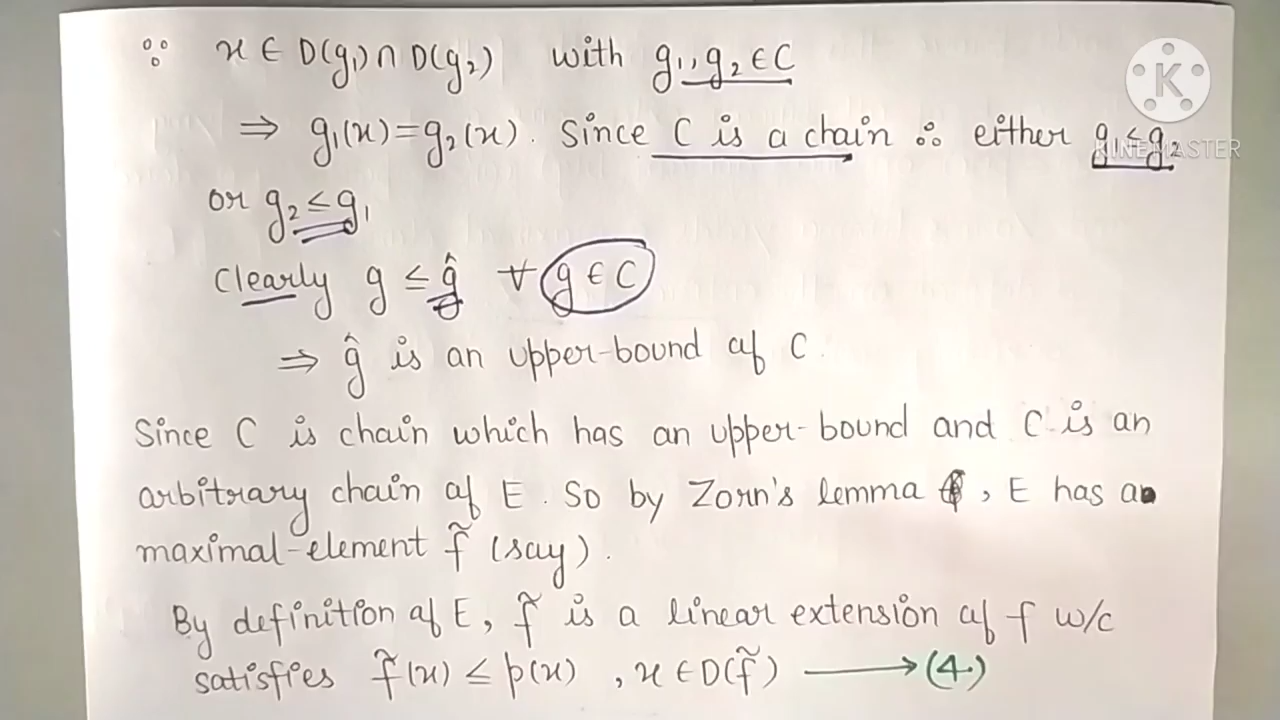 ∵ x ∈ D(g₁) ∩ D(g₂) with g₁, g₂ ∈ C
⇒ g₁(x) = g₂(x). Since C is a chain ∴ either g₁ ≤ g₂
or g₂ ≤ g₁
Clearly g ≤ ĝ ∀ g ∈ C
⇒ ĝ is an upper-bound of C.
Since C is chain which has an upper-bound and C is an
arbitrary chain of E. So by Zorn's lemma, E has a
maximal-element f̃ (say).
By definition of E, f̃ is a linear extension of f w/c
satisfies f̃(x) ≤ p(x), x ∈ D(f̃) ⟶ (4.)
K
KINEMASTER